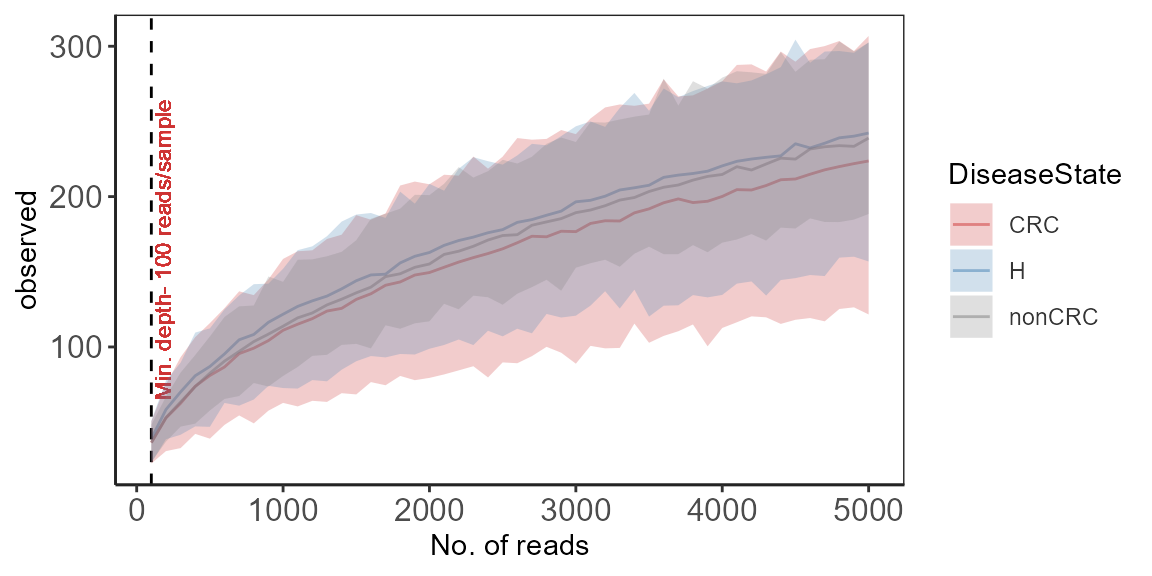 300
200
100
observed
Min. depth- 100 reads/sample
0 1000 2000 3000 4000 5000
No. of reads
DiseaseState
CRC
H
nonCRC